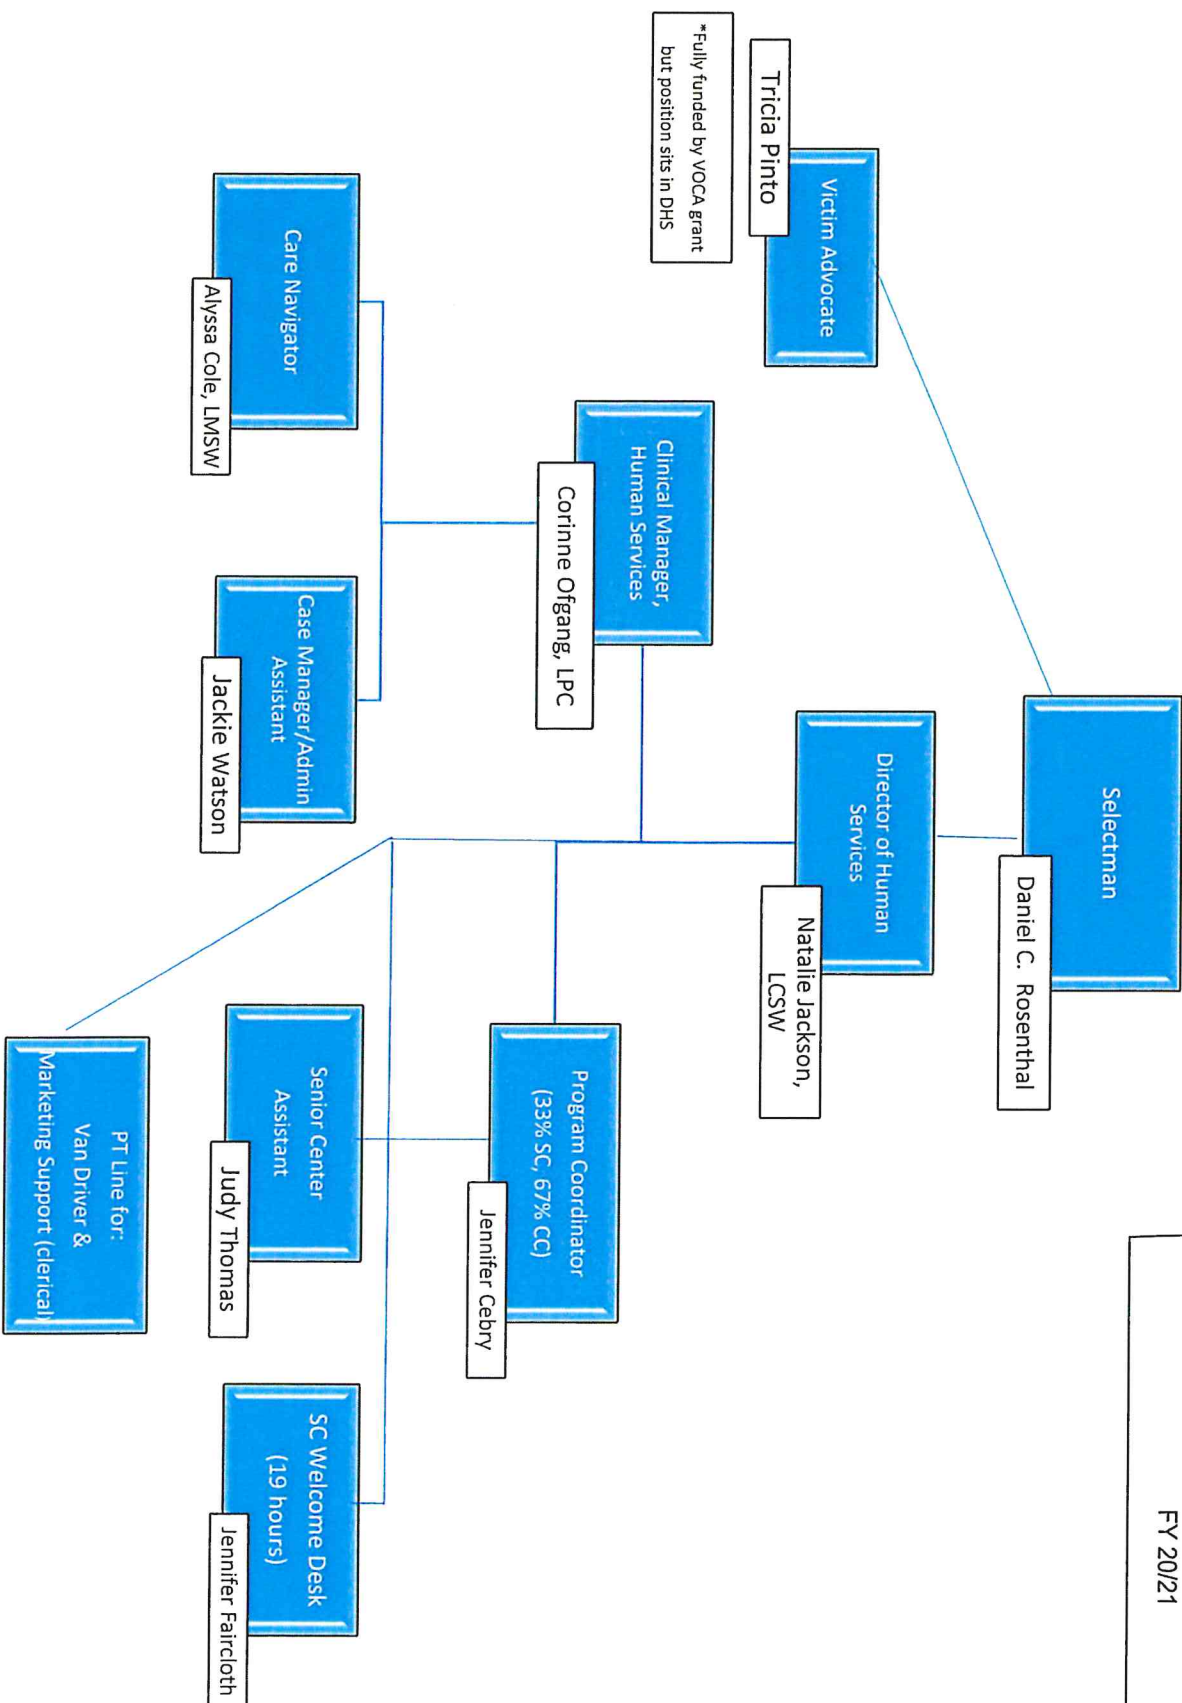 FY 20/21
Selectman
Daniel C. Rosenthal
Director of Human
Services
Natalie Jackson,
LCSW
Victim Advocate
Tricia Pinto
*Fully funded by VOCA grant
but position sits in DHS
Clinical Manager,
Human Services
Corinne Ofgang, LPC
Program Coordinator
(33% SC, 67% CC)
Jennifer Cebry
Care Navigator
Alyssa Cole, LMSW
Case Manager/Admin
Assistant
Jackie Watson
Senior Center
Assistant
Judy Thomas
SC Welcome Desk
(19 hours)
Jennifer Faircloth
PT Line for:
Van Driver &
Marketing Support (clerical)